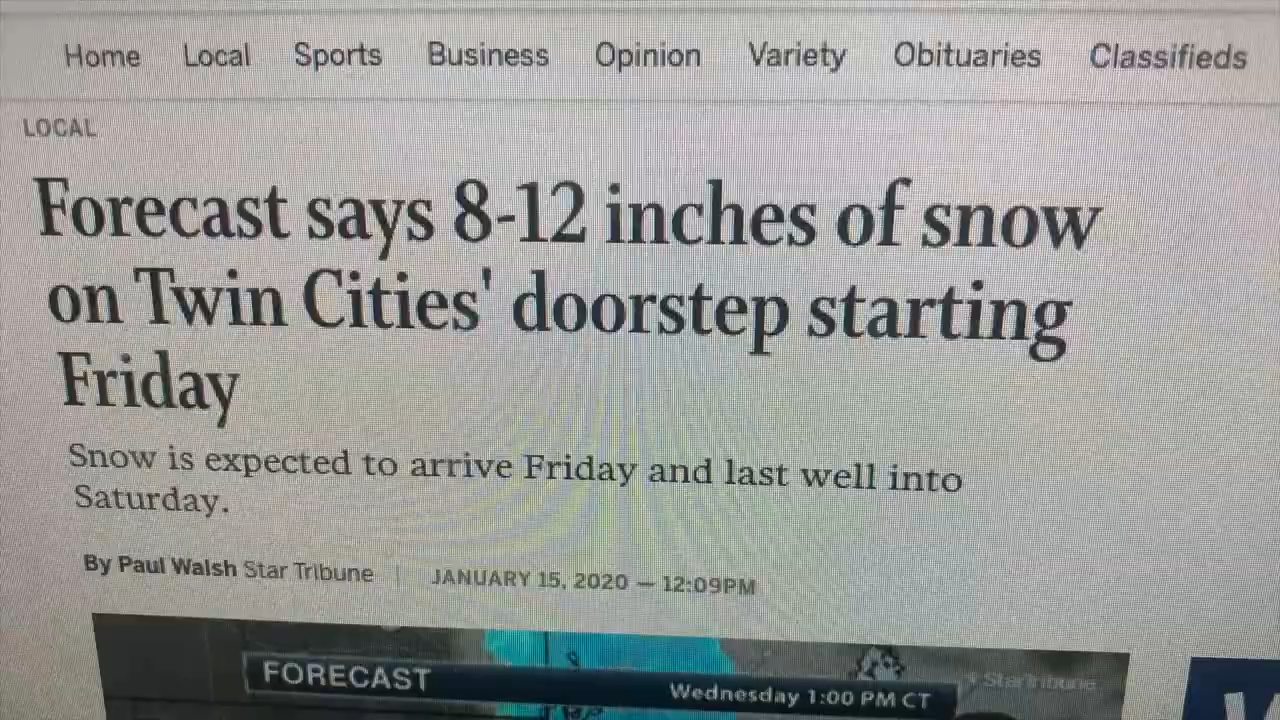 Home Local Sports Business Opinion Variety Obituaries Classifieds
LOCAL
Forecast says 8-12 inches of snow
on Twin Cities' doorstep starting
Friday
Snow is expected to arrive Friday and last well into
Saturday.
By Paul Walsh Star Tribune | JANUARY 15, 2020 — 12:09PM
FORECAST
StarTribune
Wednesday 1:00 PM CT